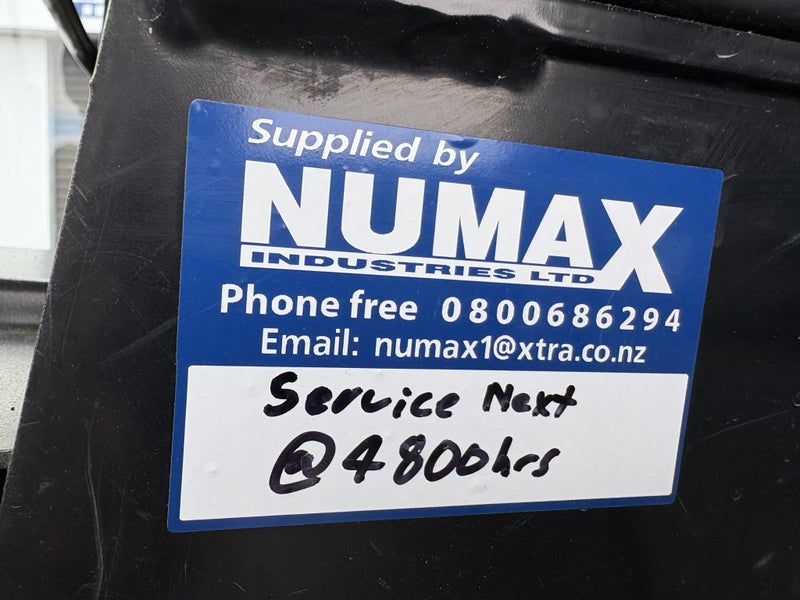 Supplied by
NUMAX
INDUSTRIES LTD
Phone free 0800686294
Email: numax1@xtra.co.nz
Service Next
@4800hrs